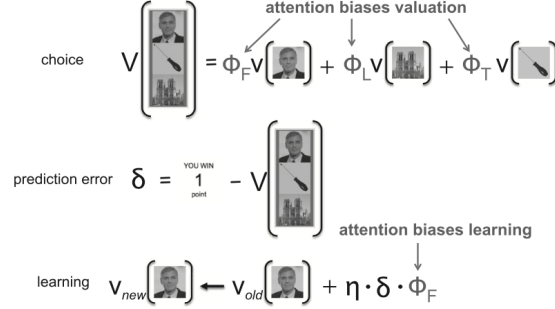 attention biases valuation
choice V = Φ_F v + Φ_L v + Φ_T v
prediction error δ = YOU WIN 1 point − V
attention biases learning
learning v_new ← v_old + η · δ · Φ_F